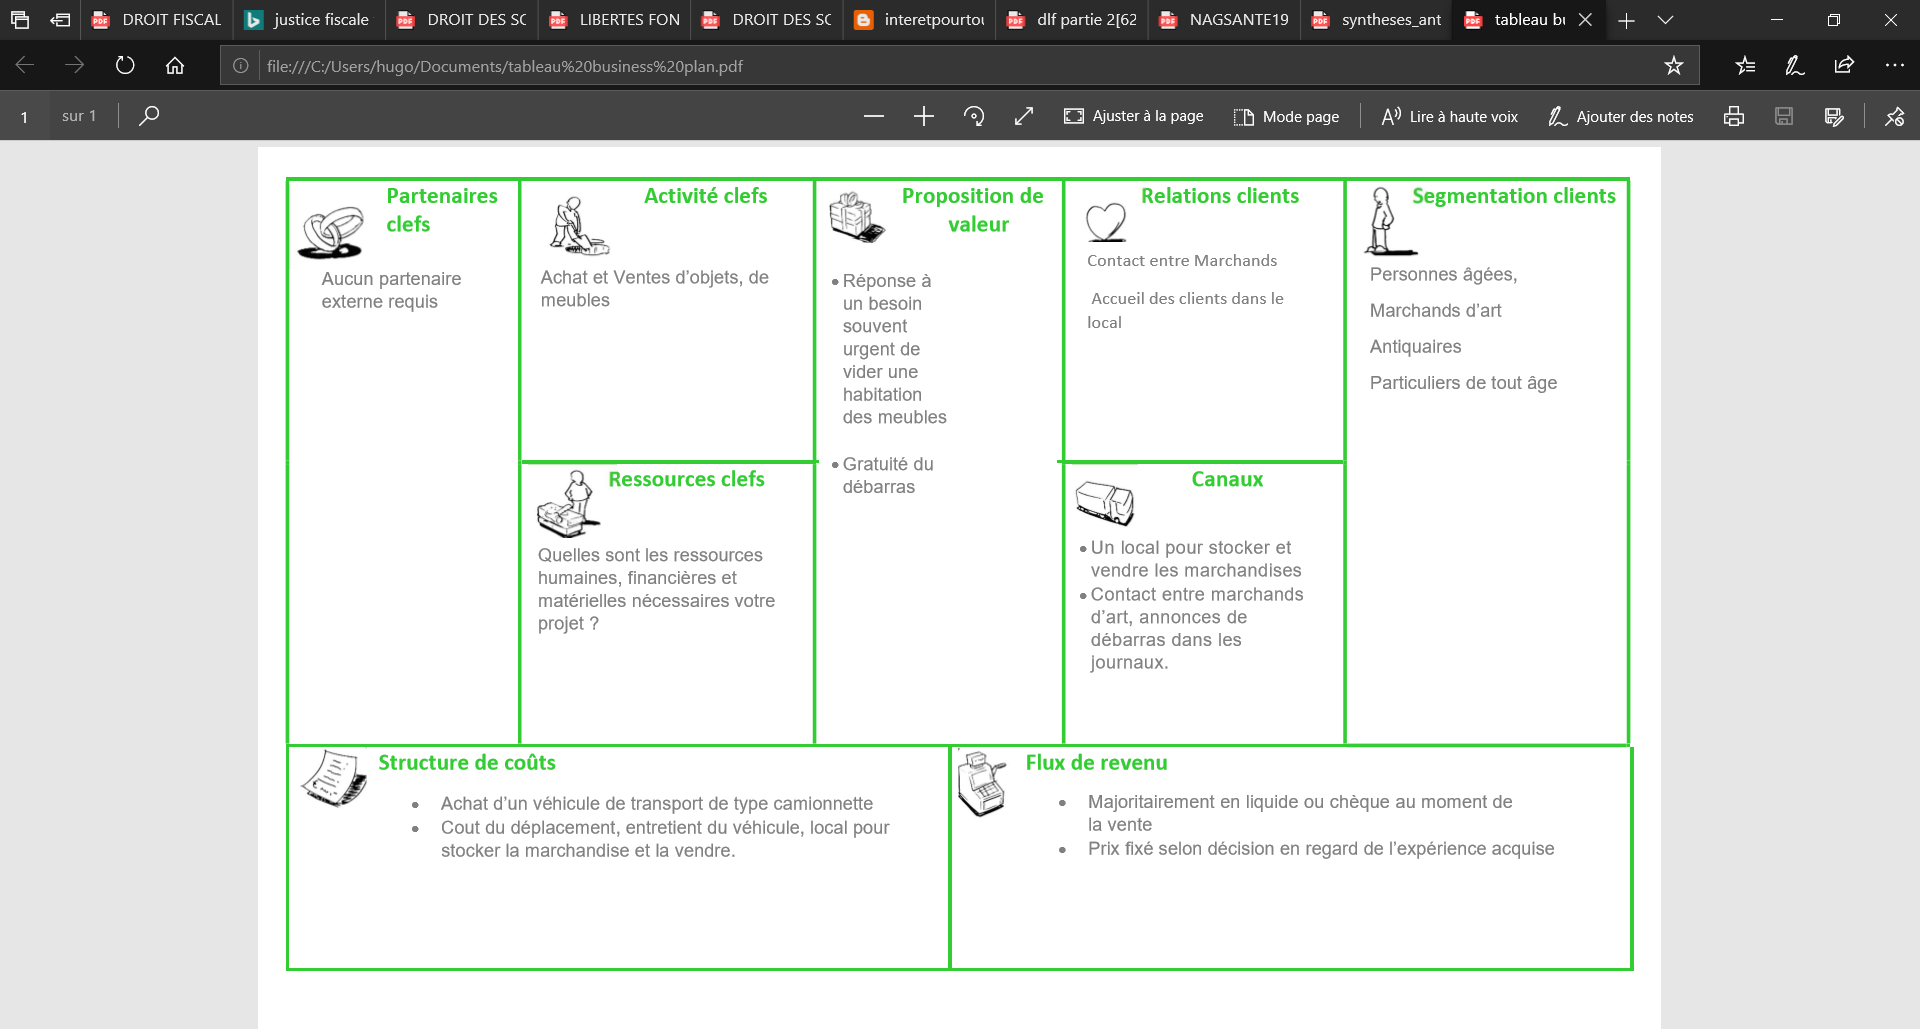 DROIT FISCAL
justice fiscale
DROIT DES SC
LIBERTES FON
DROIT DES SC
interetpourtou
dlf partie 2[62
NAGSANTE19
syntheses_ant
tableau bu
file:///C:/Users/hugo/Documents/tableau%20business%20plan.pdf
1 sur 1
Ajuster à la page
Mode page
Lire à haute voix
Ajouter des notes
Partenaires
clefs
Aucun partenaire
externe requis
Activité clefs
Achat et Ventes d’objets, de
meubles
Ressources clefs
Quelles sont les ressources
humaines, financières et
matérielles nécessaires votre
projet ?
Proposition de
valeur
• Réponse à
un besoin
souvent
urgent de
vider une
habitation
des meubles
• Gratuité du
débarras
Relations clients
Contact entre Marchands
Accueil des clients dans le
local
Canaux
• Un local pour stocker et
vendre les marchandises
• Contact entre marchands
d’art, annonces de
débarras dans les
journaux.
Segmentation clients
Personnes âgées,
Marchands d’art
Antiquaires
Particuliers de tout âge
Structure de coûts
• Achat d’un véhicule de transport de type camionnette
• Cout du déplacement, entretient du véhicule, local pour
stocker la marchandise et la vendre.
Flux de revenu
• Majoritairement en liquide ou chèque au moment de
la vente
• Prix fixé selon décision en regard de l’expérience acquise